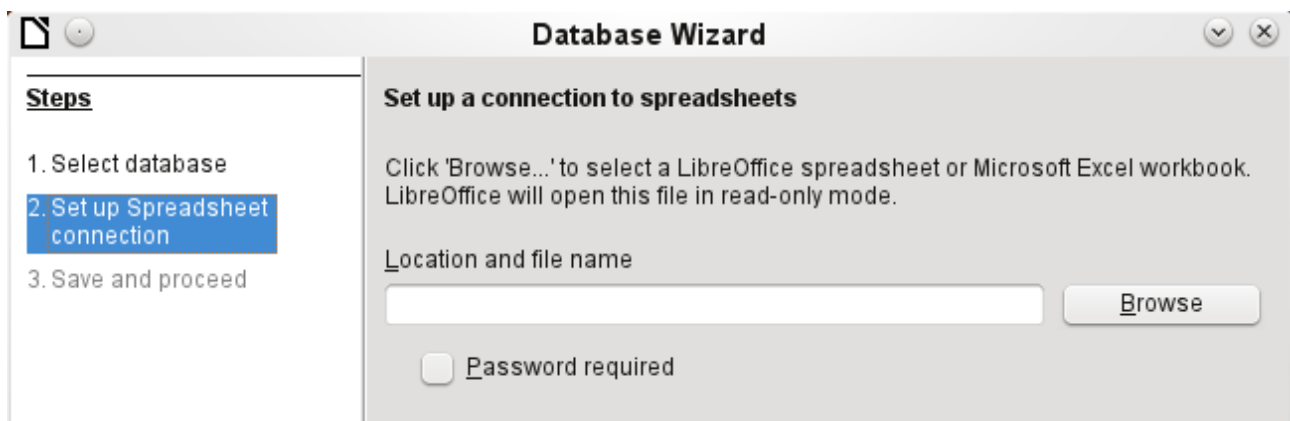 Database Wizard
Steps
1. Select database
2. Set up Spreadsheet
connection
3. Save and proceed
Set up a connection to spreadsheets
Click 'Browse...' to select a LibreOffice spreadsheet or Microsoft Excel workbook.
LibreOffice will open this file in read-only mode.
Location and file name
Browse
Password required